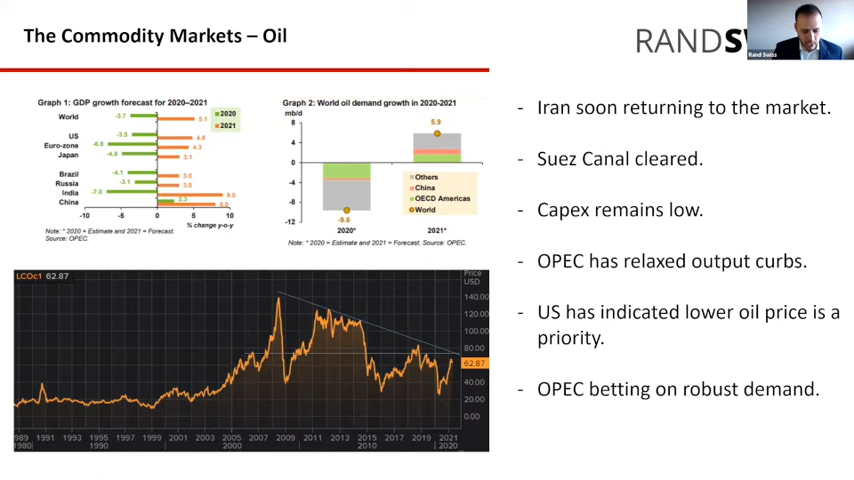 The Commodity Markets – Oil
RANDSW
Rand Swiss
Graph 1: GDP growth forecast for 2020–2021
World
-3.7
5.1
2020
2021
US
-3.5
4.8
Euro-zone
-6.8
4.3
Japan
-4.9
3.1
Brazil
-4.1
3.0
Russia
-3.1
3.0
India
-7.0
9.0
China
2.3
8.0
-10 -5 0 5 10
% change y-o-y
Note: * 2020 = Estimate and 2021 = Forecast.
Source: OPEC.
Graph 2: World oil demand growth in 2020-2021
mb/d
8
4
0
-4
-8
-12
5.9
-9.6
Others
China
OECD Americas
World
2020*
2021*
Note: * 2020 = Estimate and 2021 = Forecast. Source: OPEC.
- Iran soon returning to the market.
- Suez Canal cleared.
- Capex remains low.
- OPEC has relaxed output curbs.
- US has indicated lower oil price is a
priority.
- OPEC betting on robust demand.
LCOc1 62.87
Price
USD
140.00
120.00
100.00
80.00
62.87
40.00
20.00
0.00
989 1991 1993 1995 1997 1999 2001 2003 2005 2007 2009 2011 2013 2015 2017 2019 2021
1980 1990 2000 2010 2020